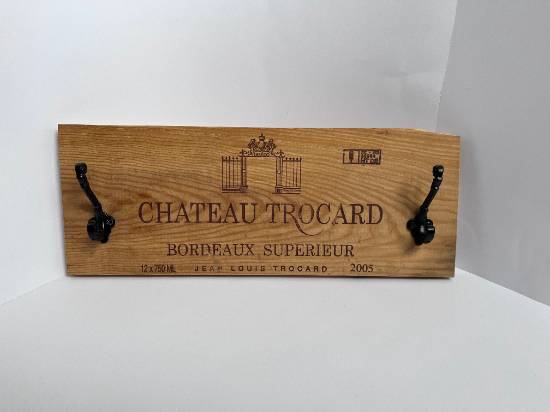 CHATEAU TROCARD
BORDEAUX SUPERIEUR
12 x 750 ML JEAN LOUIS TROCARD 2005